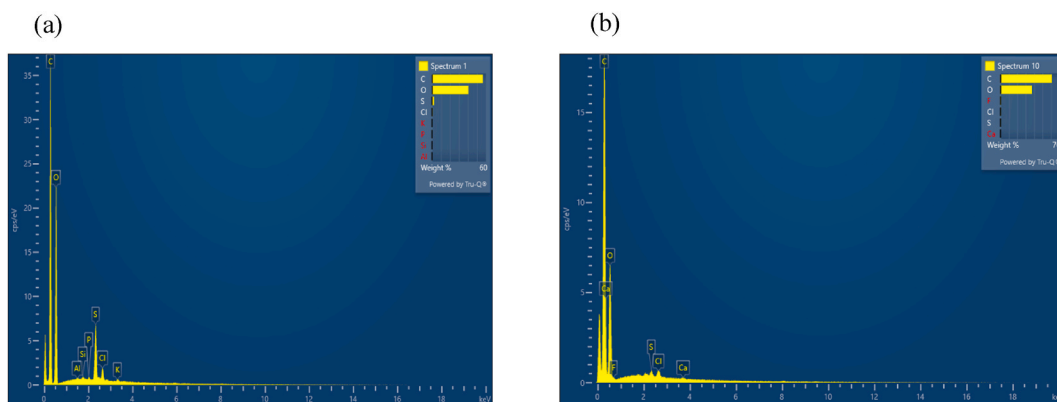 (a)
35
30
25
20
15
10
5
0
cps/eV
C
O
Al
Si
P
S
Cl
K
0
2
4
6
8
10
12
14
16
18
keV
Spectrum 1
C
O
S
Cl
Weight % 60
Powered by Tru-Q®
(b)
15
5
0
cps/eV
C
Ca
O
F
S
Cl
Ca
0
2
4
6
8
10
12
14
16
18
Spectrum 10
C
O
Cl
S
Ca
Weight %
Powered by Tru-Q®